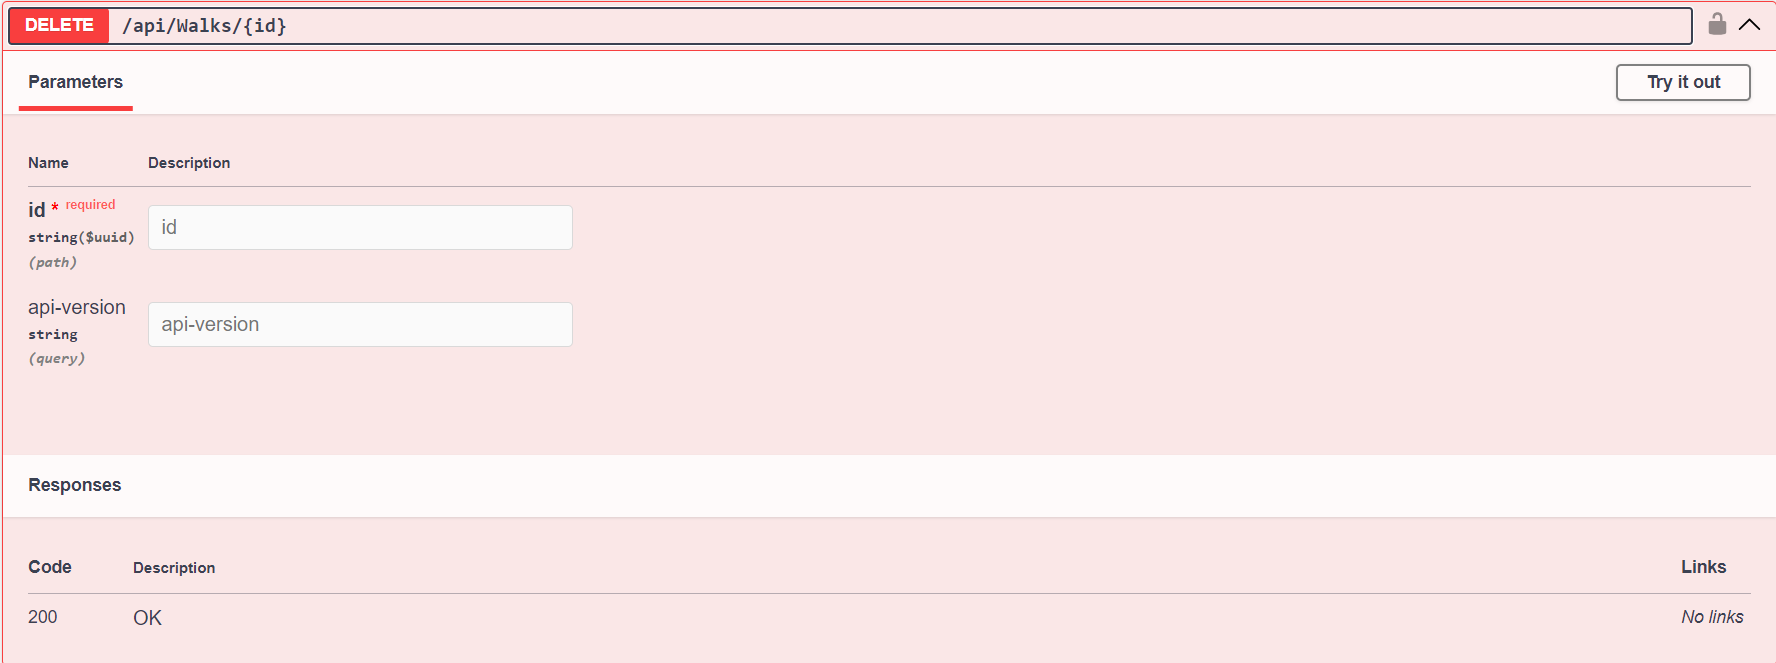 DELETE /api/Walks/{id}
Parameters
Try it out
Name Description
id * required
string($uuid)
(path)
id
api-version
string
(query)
api-version
Responses
Code Description Links
200 OK No links